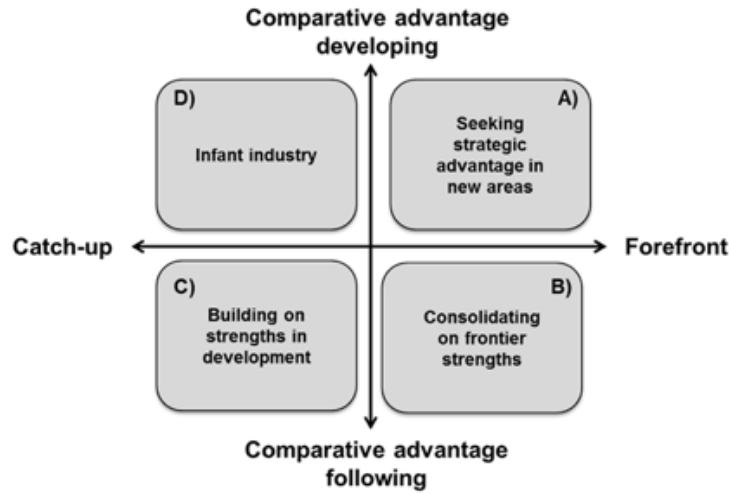 Comparative advantage
developing
D)
Infant industry
A)
Seeking
strategic
advantage in
new areas
Catch-up
Forefront
C)
Building on
strengths in
development
B)
Consolidating
on frontier
strengths
Comparative advantage
following